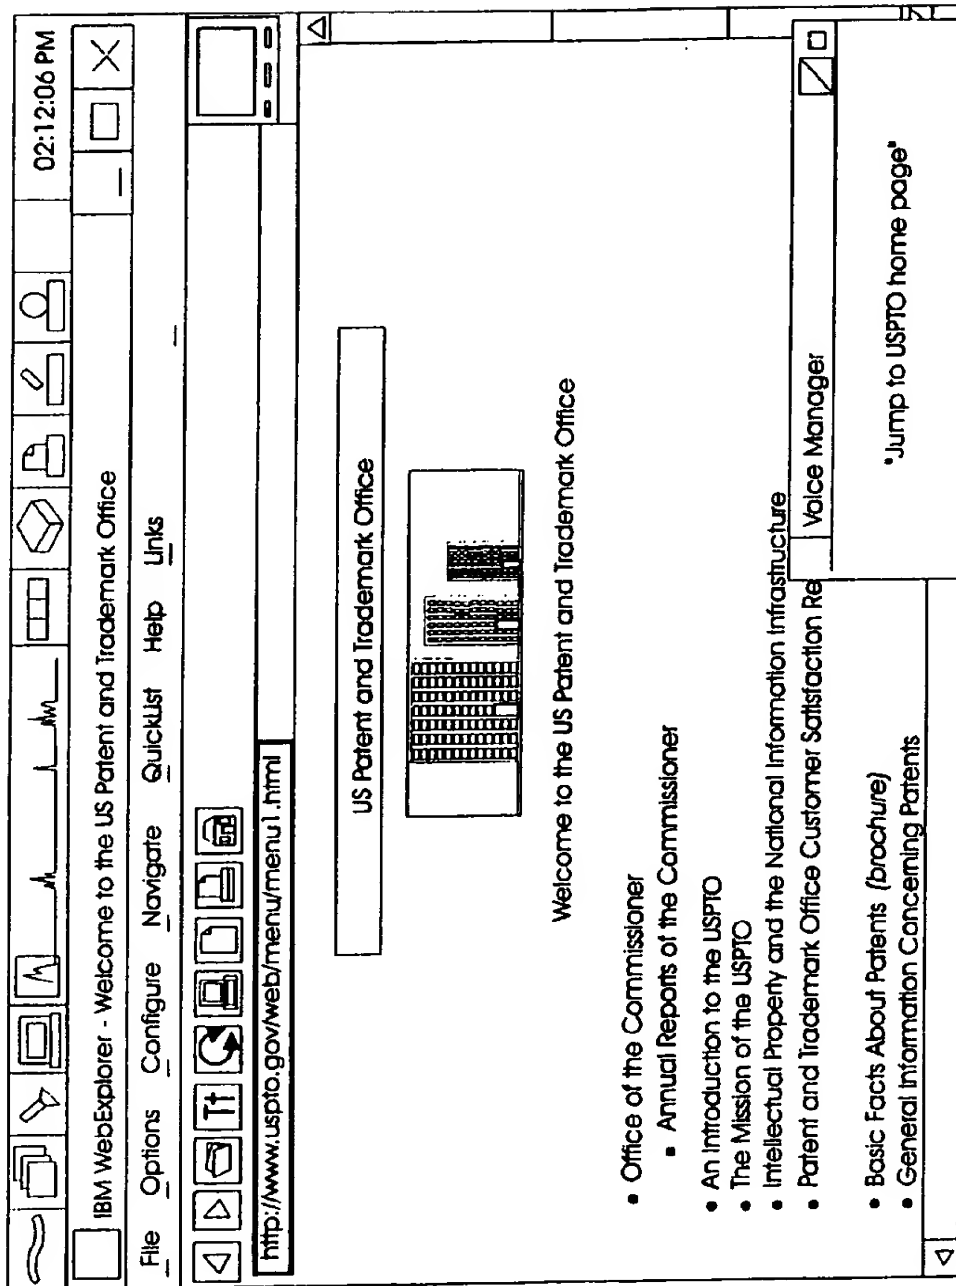 02:12:06 PM
IBM WebExplorer - Welcome to the US Patent and Trademark Office
File Options Configure Navigate QuickList Help Links
Tt
http://www.uspto.gov/web/menu/menu1.html
US Patent and Trademark Office
Welcome to the US Patent and Trademark Office
• Office of the Commissioner
• Annual Reports of the Commissioner
• An Introduction to the USPTO
• The Mission of the USPTO
• Intellectual Property and the National Information Infrastructure
• Patent and Trademark Office Customer Satisfaction Re
• Basic Facts About Patents (brochure)
• General Information Concerning Patents
Voice Manager
"Jump to USPTO home page"